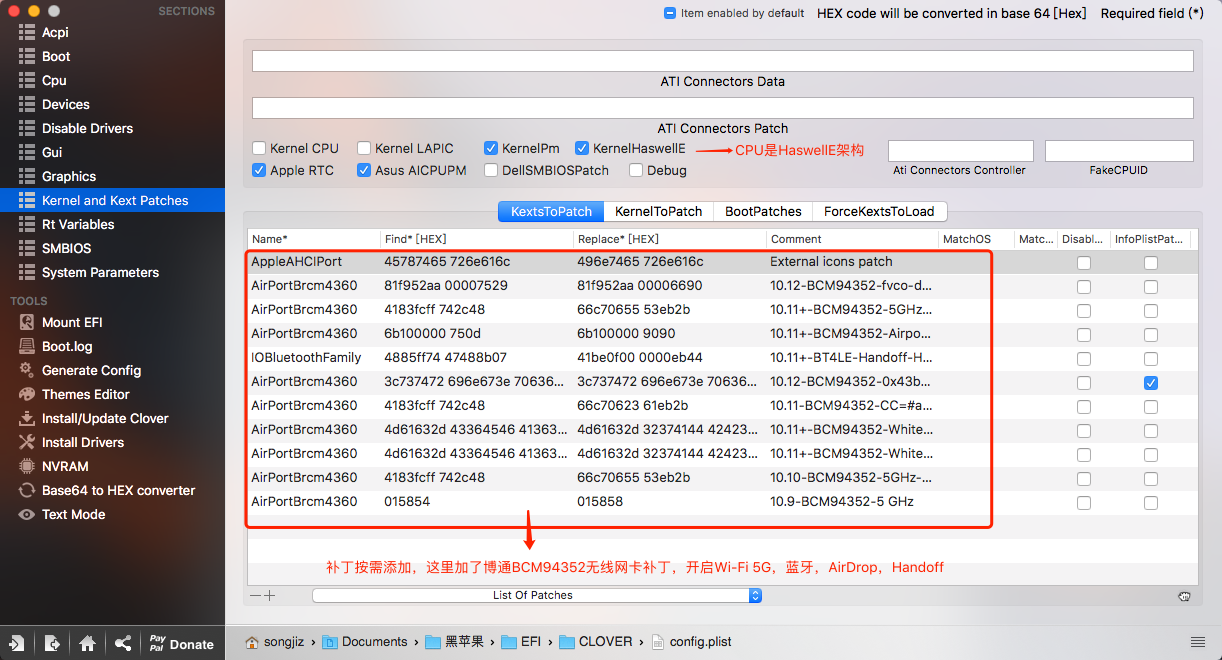 SECTIONS
Acpi
Boot
Cpu
Devices
Disable Drivers
Gui
Graphics
Kernel and Kext Patches
Rt Variables
SMBIOS
System Parameters
TOOLS
Mount EFI
Boot.log
Generate Config
Themes Editor
Install/Update Clover
Install Drivers
NVRAM
Base64 to HEX converter
Text Mode
Pay
Pal
Donate
Item enabled by default HEX code will be converted in base 64 [Hex] Required field (*)
ATI Connectors Data
ATI Connectors Patch
Kernel CPU Kernel LAPIC KernelPm KernelHaswellE CPU是HaswellE架构
Apple RTC Asus AICPUPM DellSMBIOSPatch Debug Ati Connectors Controller FakeCPUID
KextsToPatch KernelToPatch BootPatches ForceKextsToLoad
Name* Find* [HEX] Replace* [HEX] Comment MatchOS Matc... Disabl... InfoPlistPat...
AppleAHCIPort 45787465 726e616c 496e7465 726e616c External icons patch
AirPortBrcm4360 81f952aa 00007529 81f952aa 00006690 10.12-BCM94352-fvco-d...
AirPortBrcm4360 4183fcff 742c48 66c70655 53eb2b 10.11+-BCM94352-5GHz...
AirPortBrcm4360 6b100000 750d 6b100000 9090 10.11+-BCM94352-Airpo...
IOBluetoothFamily 4885ff74 47488b07 41be0f00 0000eb44 10.11+-BT4LE-Handoff-H...
AirPortBrcm4360 3c737472 696e673e 70636... 3c737472 696e673e 70636... 10.12-BCM94352-0x43b...
AirPortBrcm4360 4183fcff 742c48 66c70623 61eb2b 10.11-BCM94352-CC=#a...
AirPortBrcm4360 4d61632d 43364546 41363... 4d61632d 32374144 42423... 10.11+-BCM94352-White...
AirPortBrcm4360 4d61632d 43364546 41363... 4d61632d 32374144 42423... 10.11+-BCM94352-White...
AirPortBrcm4360 4183fcff 742c48 66c70655 53eb2b 10.10-BCM94352-5GHz-...
AirPortBrcm4360 015854 015858 10.9-BCM94352-5 GHz
补丁按需添加，这里加了博通BCM94352无线网卡补丁，开启Wi-Fi 5G，蓝牙，AirDrop，Handoff
List Of Patches
songjiz › Documents › 黑苹果 › EFI › CLOVER › config.plist